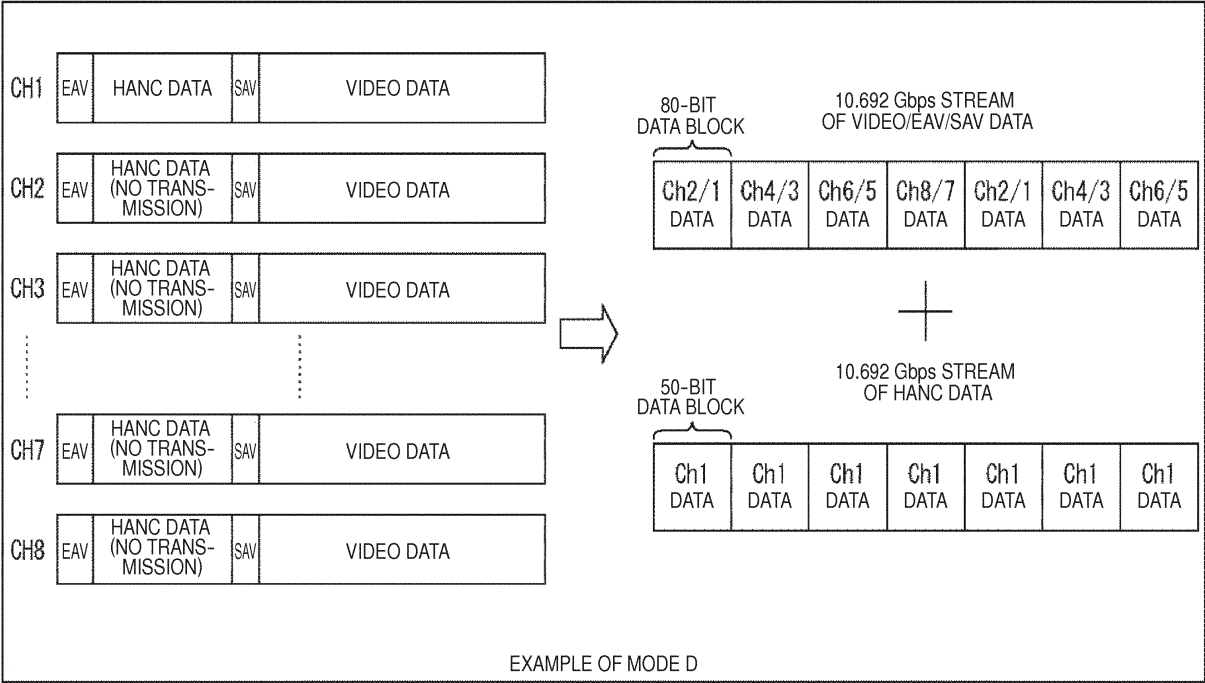 CH1 EAV HANC DATA SAV VIDEO DATA
CH2 EAV HANC DATA
(NO TRANS-
MISSION) SAV VIDEO DATA
CH3 EAV HANC DATA
(NO TRANS-
MISSION) SAV VIDEO DATA
CH7 EAV HANC DATA
(NO TRANS-
MISSION) SAV VIDEO DATA
CH8 EAV HANC DATA
(NO TRANS-
MISSION) SAV VIDEO DATA
80-BIT
DATA BLOCK
10.692 Gbps STREAM
OF VIDEO/EAV/SAV DATA
Ch2/1 Ch4/3 Ch6/5 Ch8/7 Ch2/1 Ch4/3 Ch6/5
DATA DATA DATA DATA DATA DATA DATA
50-BIT
DATA BLOCK
10.692 Gbps STREAM
OF HANC DATA
Ch1 Ch1 Ch1 Ch1 Ch1 Ch1 Ch1
DATA DATA DATA DATA DATA DATA DATA
EXAMPLE OF MODE D